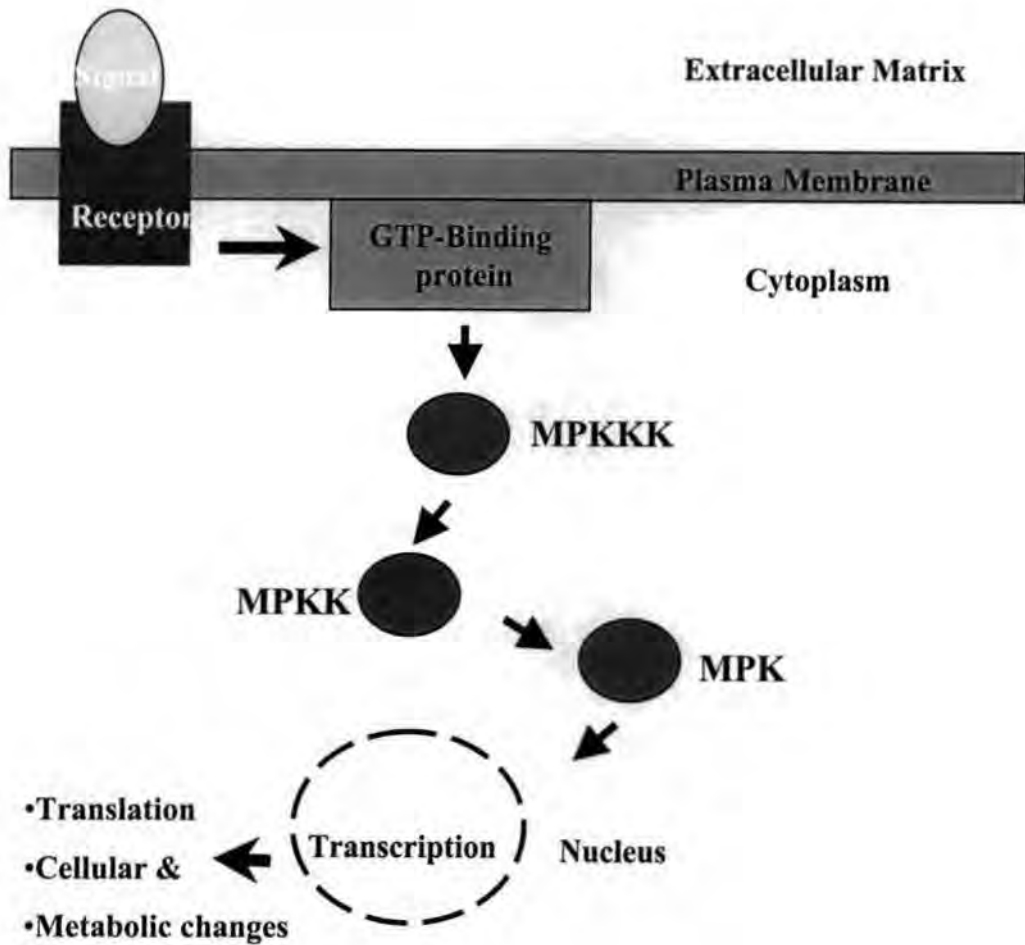 Signal
Extracellular Matrix
Plasma Membrane
Receptor
GTP-Binding
protein
Cytoplasm
MPKKK
MPKK
MPK
•Translation
•Cellular &
•Metabolic changes
Transcription
Nucleus